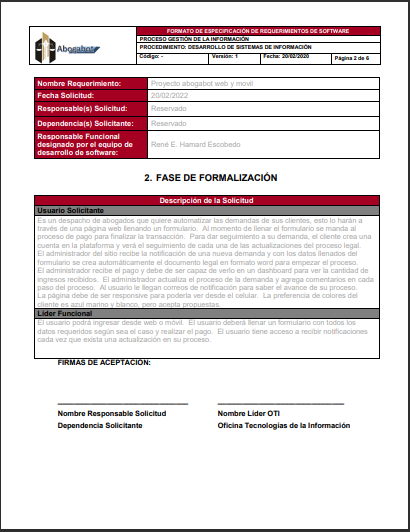 Abogabot
FORMATO DE ESPECIFICACIÓN DE REQUERIMIENTOS DE SOFTWARE
PROCESO GESTIÓN DE LA INFORMACIÓN
PROCEDIMIENTO: DESARROLLO DE SISTEMAS DE INFORMACIÓN
Código: - Versión: 1 Fecha: 20/02/2020 Página 2 de 6
Nombre Requerimiento: Proyecto abogabot web y movil
Fecha Solicitud: 20/02/2022
Responsable(s) Solicitud: Reservado
Dependencia(s) Solicitante: Reservado
Responsable Funcional
designado por el equipo de
desarrollo de software:
René E. Hamard Escobedo
2. FASE DE FORMALIZACIÓN
Descripción de la Solicitud
Usuario Solicitante
Es un despacho de abogados que quiere automatizar las demandas de sus clientes, esto lo harán a
través de una página web llenando un formulario. Al momento de llenar el formulario se manda al
proceso de pago para finalizar la transacción. Para dar seguimiento a su demanda, el cliente crea una
cuenta en la plataforma y verá el seguimiento de cada una de las actualizaciones del proceso legal.
El administrador del sitio recibe la notificación de una nueva demanda y con los datos llenados del
formulario se crea automáticamente el documento legal en formato word para empezar el proceso.
El administrador recibe el pago y debe de ser capaz de verlo en un dashboard para ver la cantidad de
ingresos recibidos. El administrador actualiza el proceso de la demanda y agrega comentarios en cada
paso del proceso. Al usuario le llegan correos de notificación para saber el avance de su proceso.
La página debe de ser responsive para poderla ver desde el celular. La preferencia de colores del
cliente es azul marino y blanco, pero acepta propuestas.
Líder Funcional
El usuario podrá ingresar desde web o móvil. El usuario deberá llenar un formulario con todos los
datos requeridos según sea el caso y realizar el pago. El usuario tiene acceso a recibir notificaciones
cada vez que exista una actualización en su proceso.
FIRMAS DE ACEPTACIÓN:
Nombre Responsable Solicitud Nombre Líder OTI
Dependencia Solicitante Oficina Tecnologías de la Información